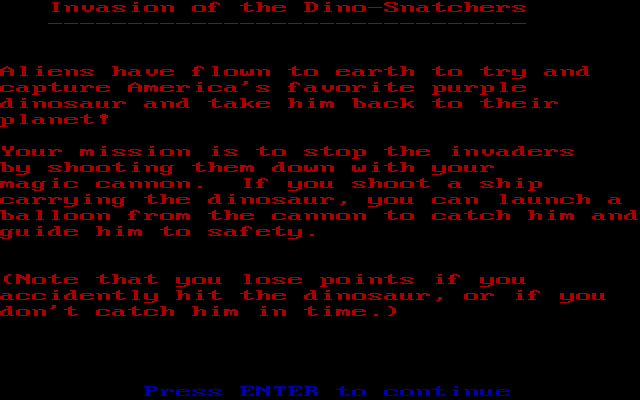 Invasion of the Dino-Snatchers
Aliens have flown to earth to try and
capture America's favorite purple
dinosaur and take him back to their
planet!
Your mission is to stop the invaders
by shooting them down with your
magic cannon.  If you shoot a ship
carrying the dinosaur, you can launch a
balloon from the cannon to catch him and
guide him to safety.
(Note that you lose points if you
accidently hit the dinosaur, or if you
don't catch him in time.)
Press ENTER to continue